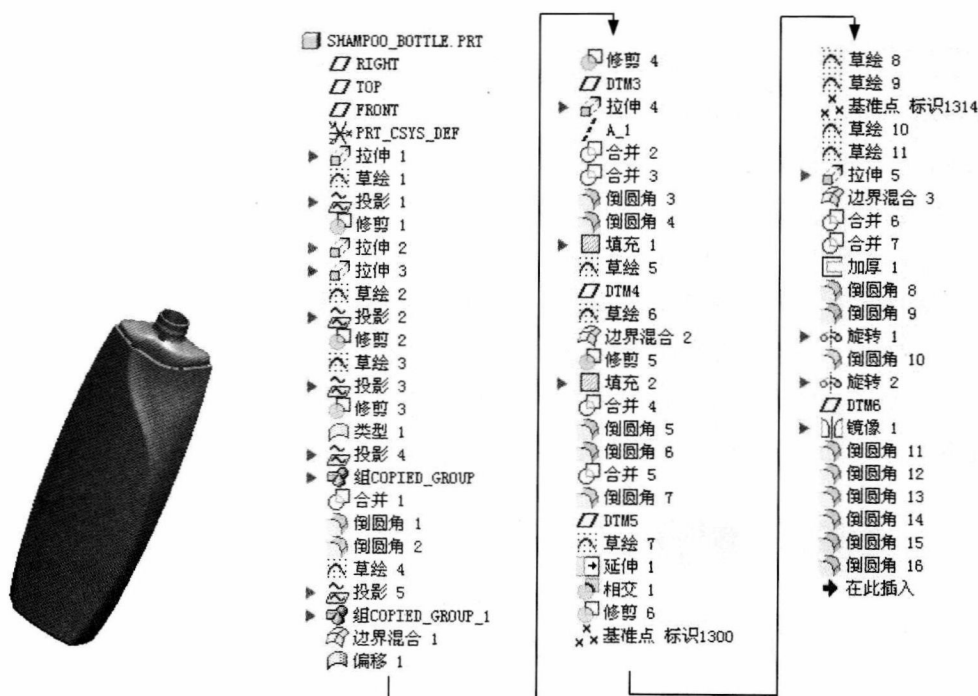 SHAMPOO_BOTTLE.PRT
RIGHT
TOP
FRONT
PRT_CSYS_DEF
拉伸 1
草绘 1
投影 1
修剪 1
拉伸 2
拉伸 3
草绘 2
投影 2
修剪 2
草绘 3
投影 3
修剪 3
类型 1
投影 4
组COPIED_GROUP
合并 1
倒圆角 1
倒圆角 2
草绘 4
投影 5
组COPIED_GROUP_1
边界混合 1
偏移 1
修剪 4
DTM3
拉伸 4
A_1
合并 2
合并 3
倒圆角 3
倒圆角 4
填充 1
草绘 5
DTM4
草绘 6
边界混合 2
修剪 5
填充 2
合并 4
倒圆角 5
倒圆角 6
合并 5
倒圆角 7
DTM5
草绘 7
延伸 1
相交 1
修剪 6
基准点 标识1300
草绘 8
草绘 9
基准点 标识1314
草绘 10
草绘 11
拉伸 5
边界混合 3
合并 6
合并 7
加厚 1
倒圆角 8
倒圆角 9
旋转 1
倒圆角 10
旋转 2
DTM6
镜像 1
倒圆角 11
倒圆角 12
倒圆角 13
倒圆角 14
倒圆角 15
倒圆角 16
在此插入